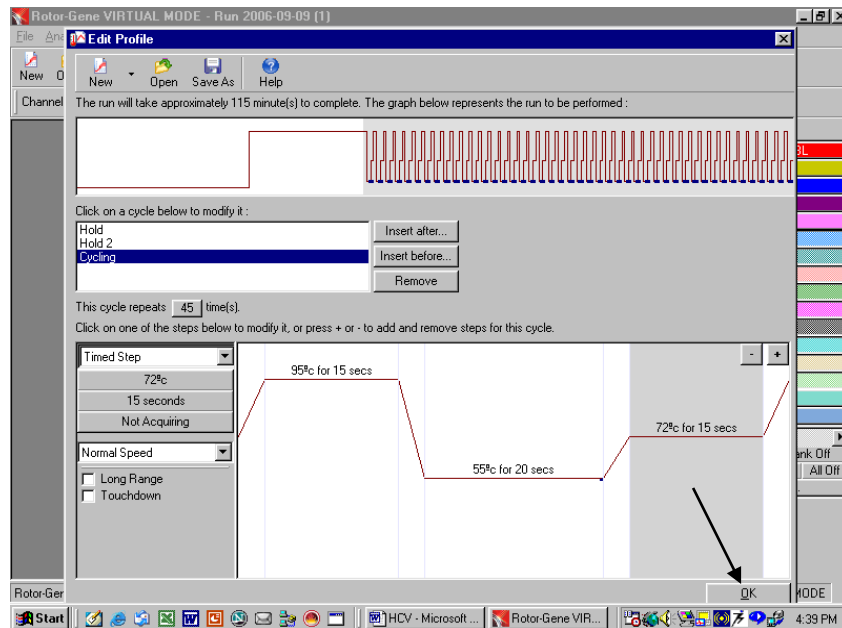 Rotor-Gene VIRTUAL MODE - Run 2006-09-09 (1)
File
Edit Profile
New
New Open Save As Help
Channel
The run will take approximately 115 minute(s) to complete. The graph below represents the run to be performed :
Click on a cycle below to modify it :
Hold
Hold 2
Cycling
Insert after...
Insert before...
Remove
This cycle repeats 45 time(s).
Click on one of the steps below to modify it, or press + or - to add and remove steps for this cycle.
Timed Step
- +
72ºc
15 seconds
Not Acquiring
Normal Speed
Long Range
Touchdown
95ºc for 15 secs
55ºc for 20 secs
72ºc for 15 secs
All Off
OK
Start
HCV - Microsoft ...
Rotor-Gene VIR...
4:39 PM